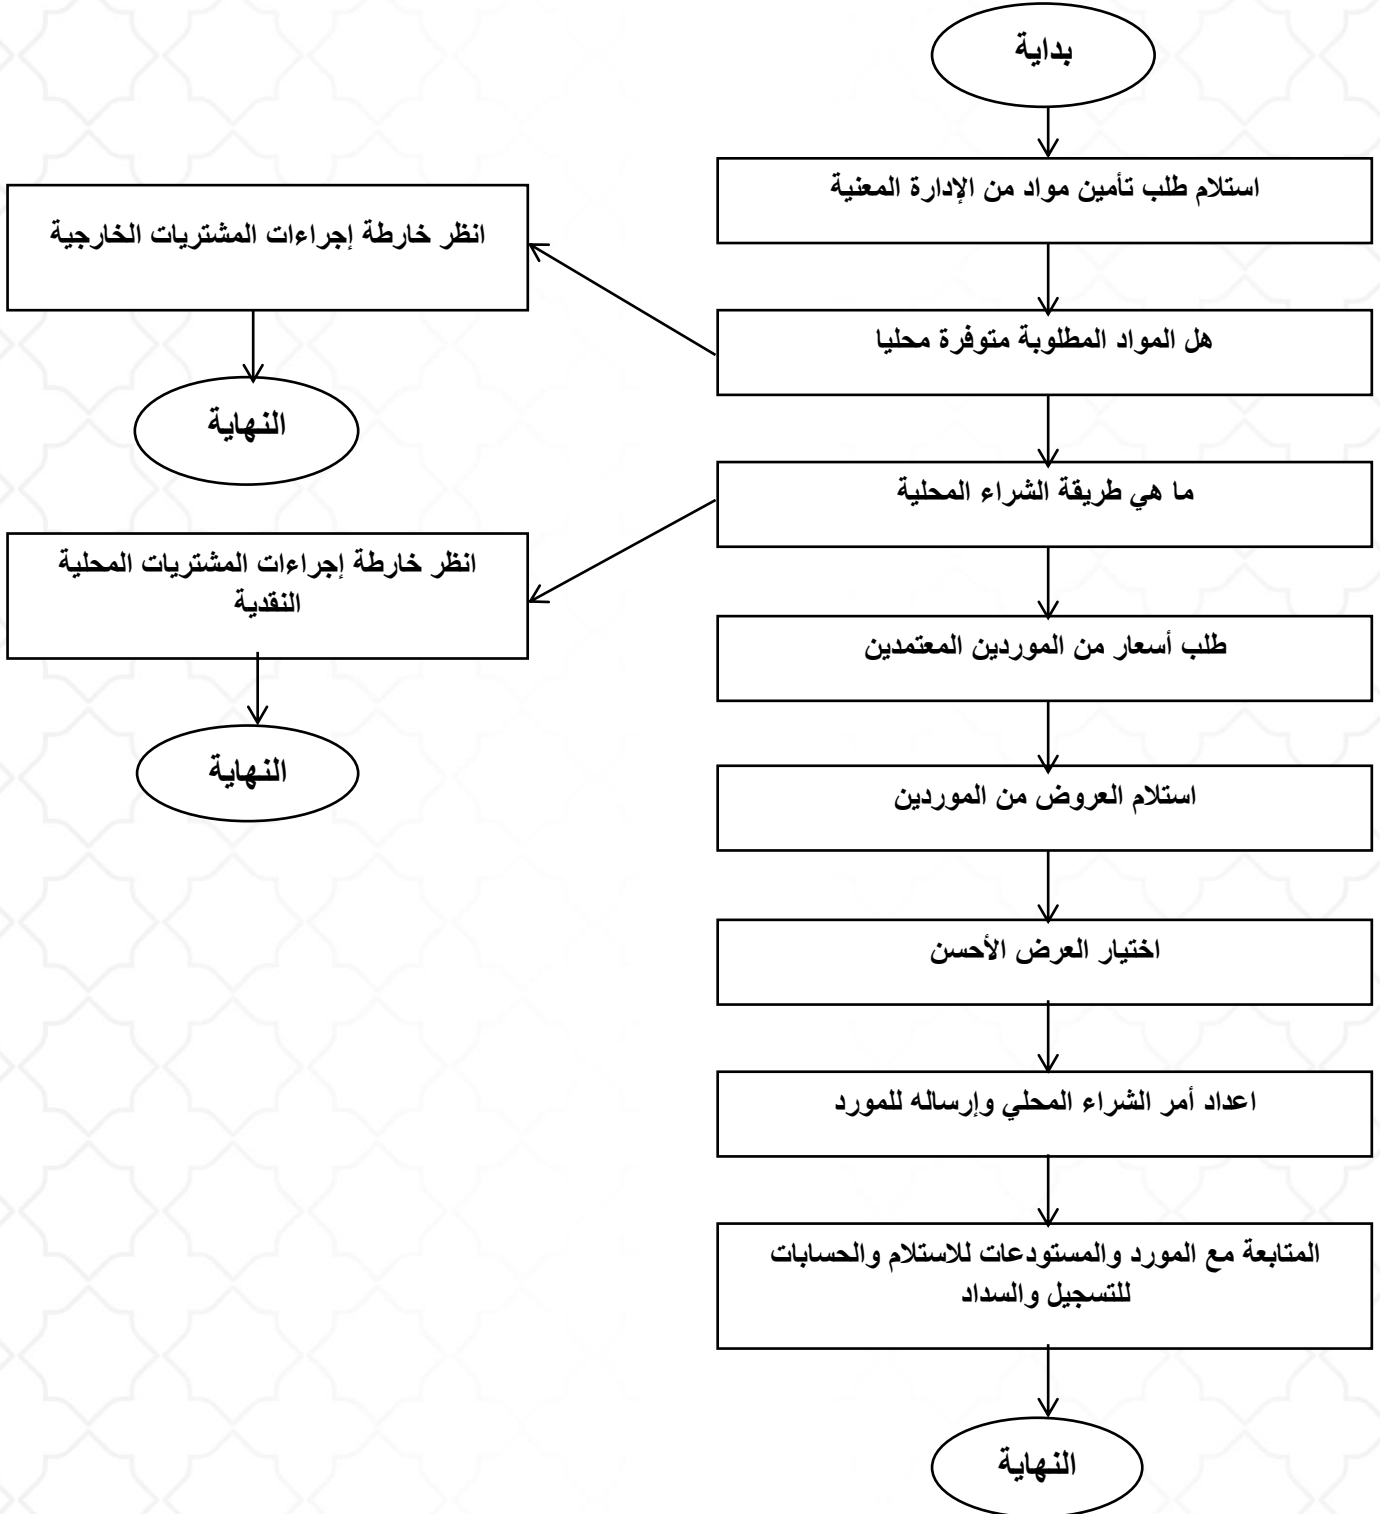 بداية
استلام طلب تأمين مواد من الإدارة المعنية
انظر خارطة إجراءات المشتريات الخارجية
هل المواد المطلوبة متوفرة محليا
النهاية
ما هي طريقة الشراء المحلية
انظر خارطة إجراءات المشتريات المحلية
النقدية
طلب أسعار من الموردين المعتمدين
النهاية
استلام العروض من الموردين
اختيار العرض الأحسن
اعداد أمر الشراء المحلي وإرساله للمورد
المتابعة مع المورد والمستودعات للاستلام والحسابات
للتسجيل والسداد
النهاية